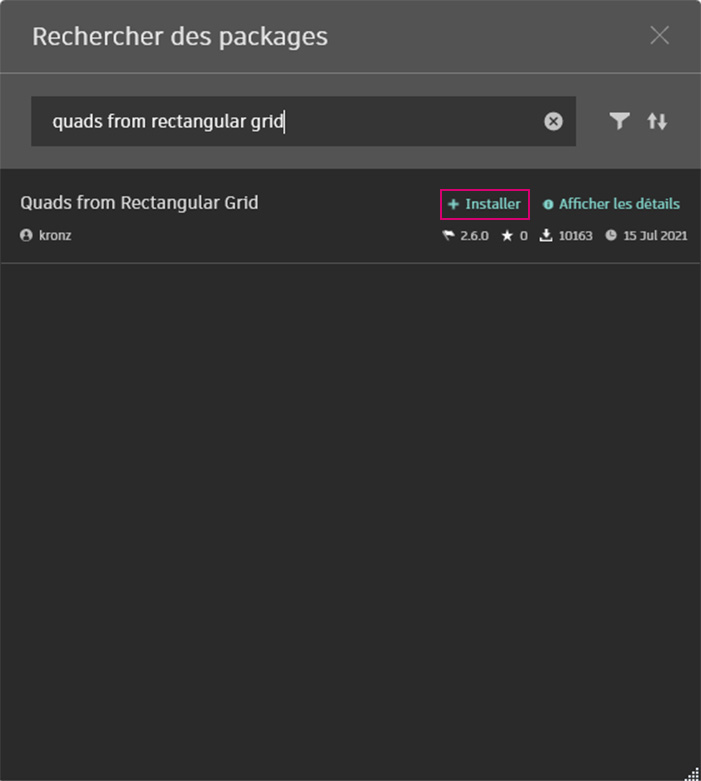 Rechercher des packages
quads from rectangular grid
Quads from Rectangular Grid
Installer
Afficher les détails
kronz
2.6.0
0
10163
15 Jul 2021